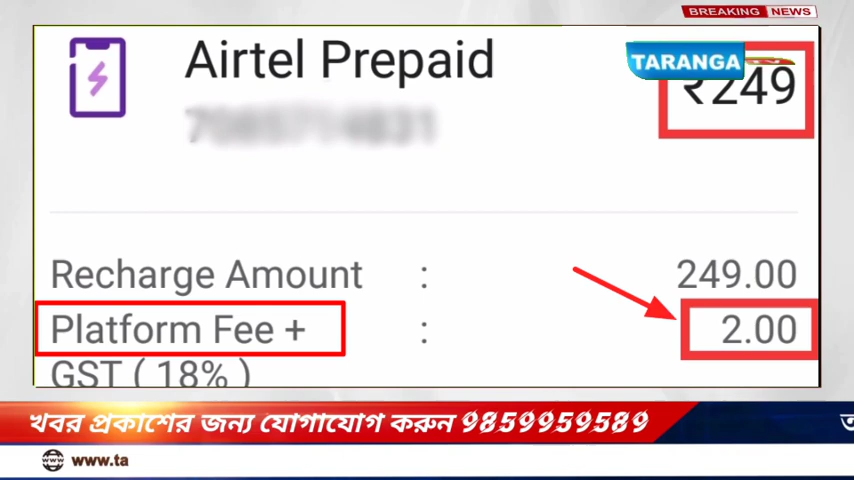 BREAKING NEWS
Airtel Prepaid
TARANGA
₹249
Recharge Amount : 249.00
Platform Fee + : 2.00
GST ( 18% )
খবর প্রকাশের জন্য যোগাযোগ করুন 9859959589
www.ta